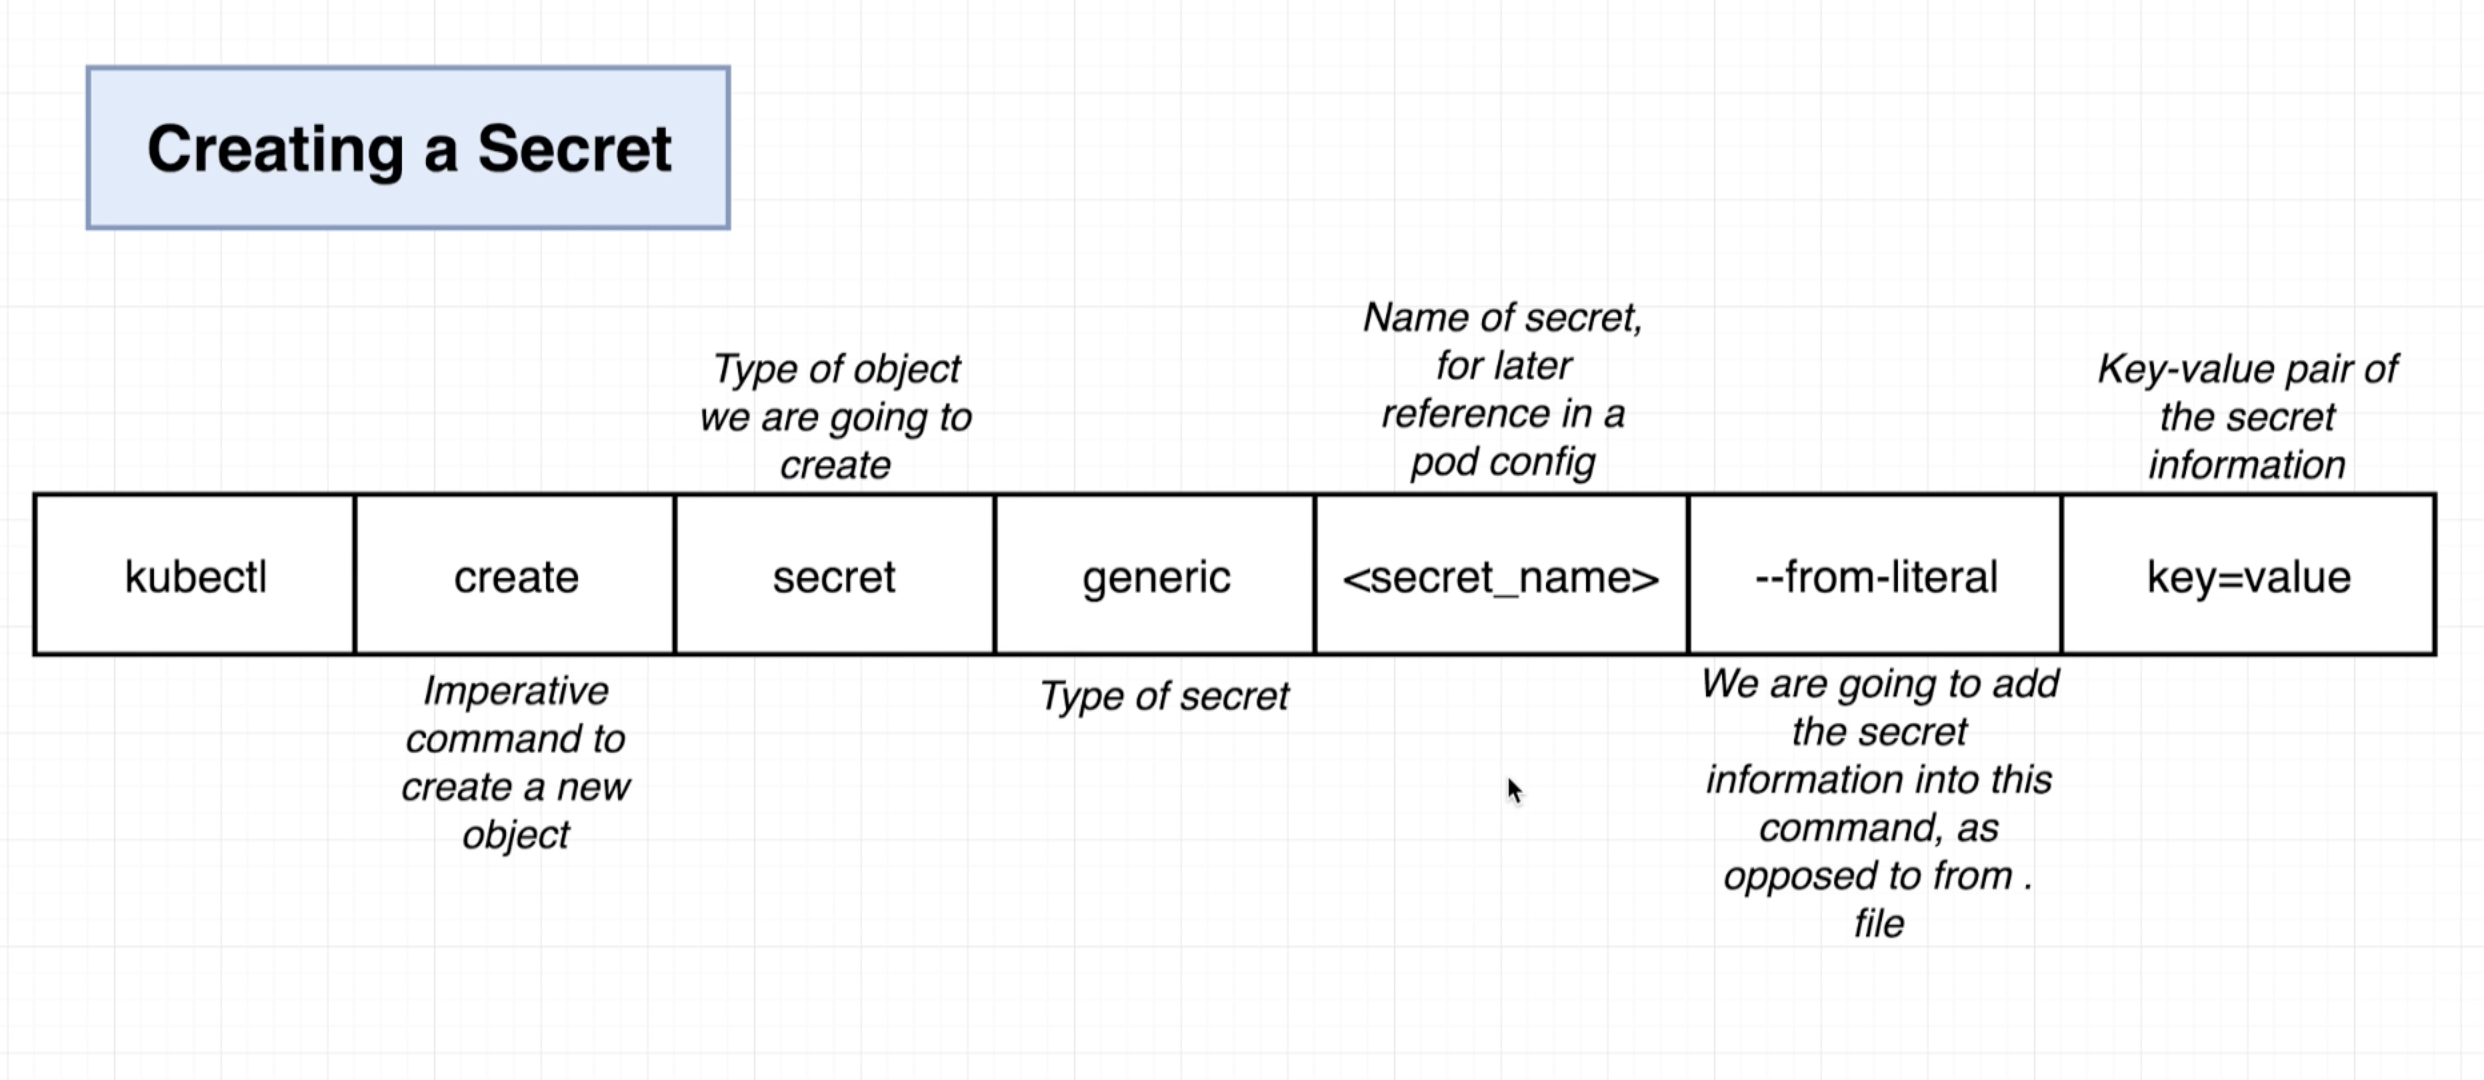 Creating a Secret
Name of secret,
for later
reference in a
pod config
Type of object
we are going to
create
Key-value pair of
the secret
information
kubectl
create
secret
generic
<secret_name>
--from-literal
key=value
Imperative
command to
create a new
object
Type of secret
We are going to add
the secret
information into this
command, as
opposed to from .
file